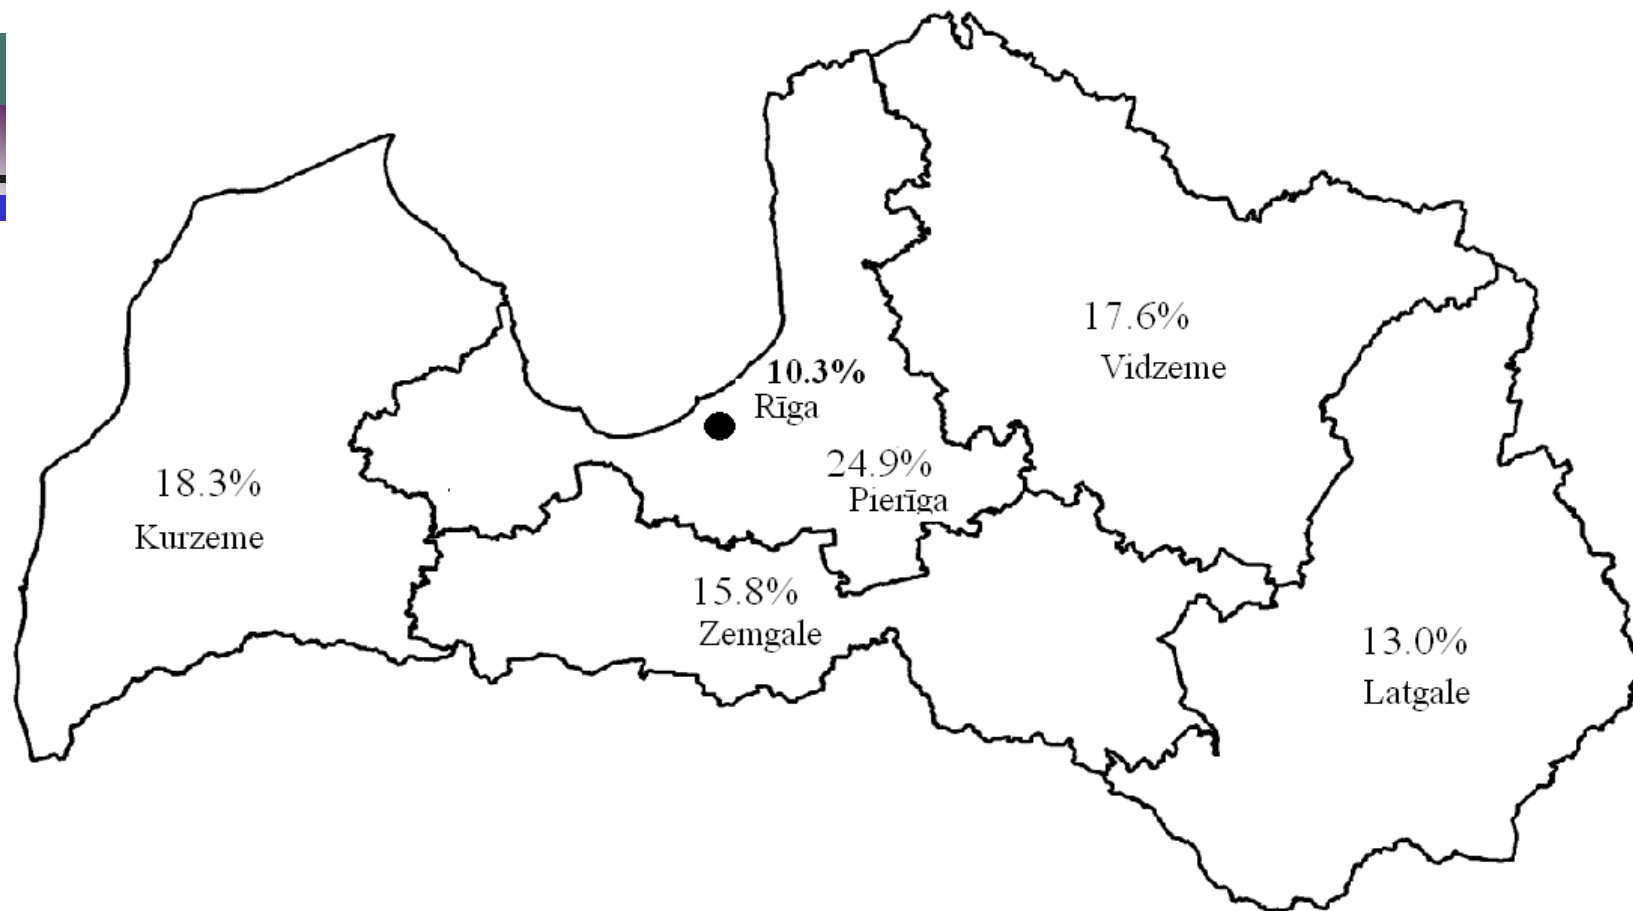 17.6%
Vidzeme
10.3%
Rīga
24.9%
Pierīga
18.3%
Kurzeme
15.8%
Zemgale
13.0%
Latgale